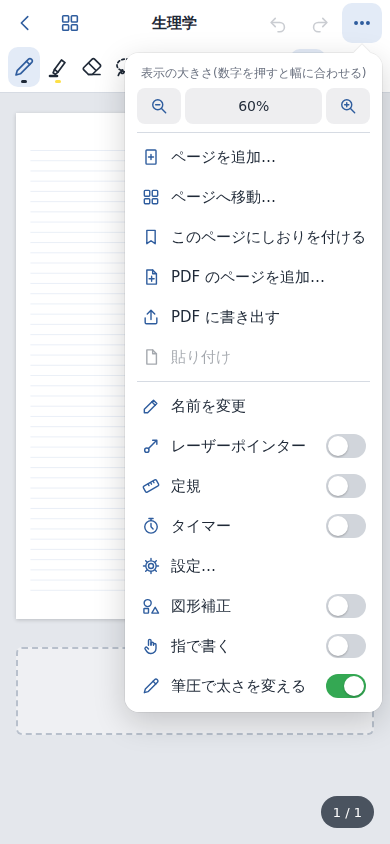 生理学
表示の大きさ(数字を押すと幅に合わせる)
60%
ページを追加…
ページへ移動…
このページにしおりを付ける
PDF のページを追加…
PDF に書き出す
貼り付け
名前を変更
レーザーポインター
定規
タイマー
設定…
図形補正
指で書く
筆圧で太さを変える
1 / 1